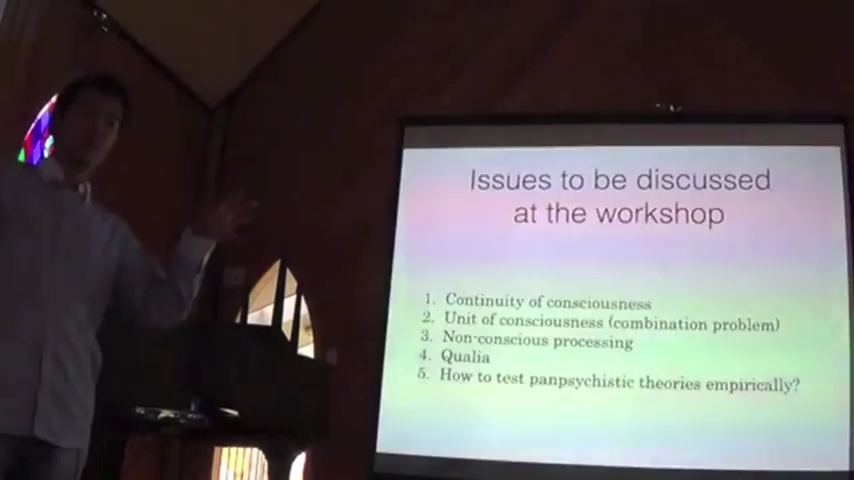 Issues to be discussed
at the workshop
1. Continuity of consciousness
2. Unit of consciousness (combination problem)
3. Non-conscious processing
4. Qualia
5. How to test panpsychistic theories empirically?